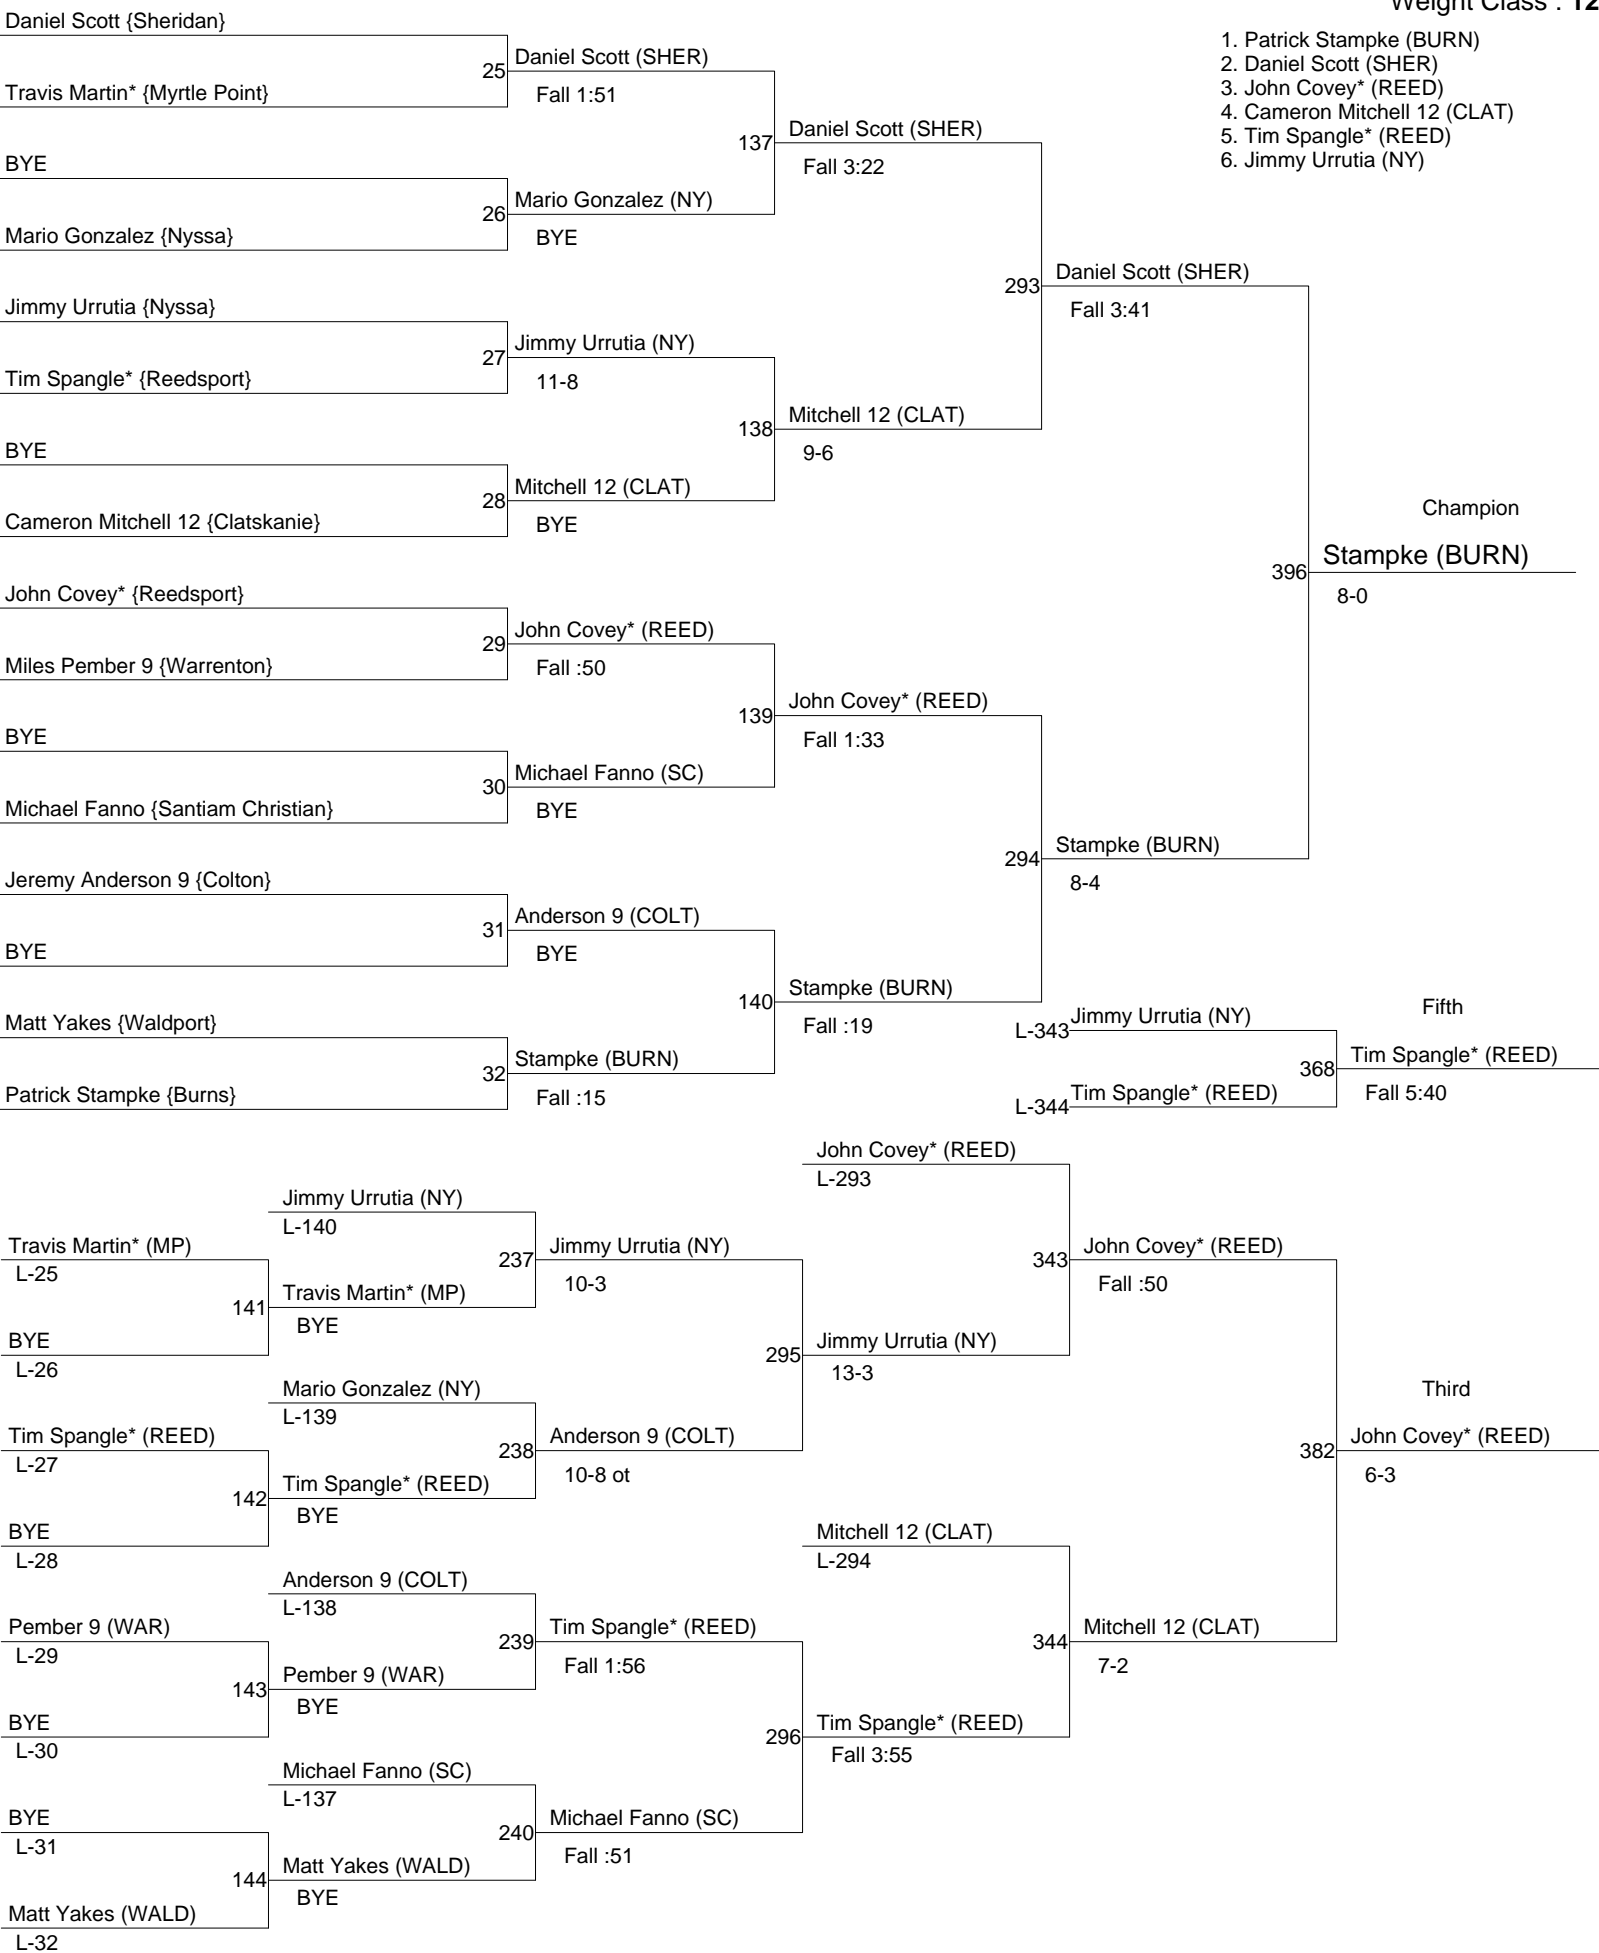 Weight Class : 12
1. Patrick Stampke (BURN)
2. Daniel Scott (SHER)
3. John Covey* (REED)
4. Cameron Mitchell 12 (CLAT)
5. Tim Spangle* (REED)
6. Jimmy Urrutia (NY)
Daniel Scott {Sheridan}
Travis Martin* {Myrtle Point}
BYE
Mario Gonzalez {Nyssa}
Jimmy Urrutia {Nyssa}
Tim Spangle* {Reedsport}
BYE
Cameron Mitchell 12 {Clatskanie}
John Covey* {Reedsport}
Miles Pember 9 {Warrenton}
BYE
Michael Fanno {Santiam Christian}
Jeremy Anderson 9 {Colton}
BYE
Matt Yakes {Waldport}
Patrick Stampke {Burns}
25
Daniel Scott (SHER)
Fall 1:51
26
Mario Gonzalez (NY)
BYE
27
Jimmy Urrutia (NY)
11-8
28
Mitchell 12 (CLAT)
BYE
29
John Covey* (REED)
Fall :50
30
Michael Fanno (SC)
BYE
31
Anderson 9 (COLT)
BYE
32
Stampke (BURN)
Fall :15
137
Daniel Scott (SHER)
Fall 3:22
138
Mitchell 12 (CLAT)
9-6
139
John Covey* (REED)
Fall 1:33
140
Stampke (BURN)
Fall :19
293
Daniel Scott (SHER)
Fall 3:41
294
Stampke (BURN)
8-4
Champion
396
Stampke (BURN)
8-0
Fifth
L-343
Jimmy Urrutia (NY)
L-344
Tim Spangle* (REED)
368
Tim Spangle* (REED)
Fall 5:40
Travis Martin* (MP)
L-25
BYE
L-26
Tim Spangle* (REED)
L-27
BYE
L-28
Pember 9 (WAR)
L-29
BYE
L-30
BYE
L-31
Matt Yakes (WALD)
L-32
Jimmy Urrutia (NY)
L-140
141
Travis Martin* (MP)
BYE
Mario Gonzalez (NY)
L-139
142
Tim Spangle* (REED)
BYE
Anderson 9 (COLT)
L-138
143
Pember 9 (WAR)
BYE
Michael Fanno (SC)
L-137
144
Matt Yakes (WALD)
BYE
237
Jimmy Urrutia (NY)
10-3
238
Anderson 9 (COLT)
10-8 ot
239
Tim Spangle* (REED)
Fall 1:56
240
Michael Fanno (SC)
Fall :51
John Covey* (REED)
L-293
295
Jimmy Urrutia (NY)
13-3
Mitchell 12 (CLAT)
L-294
296
Tim Spangle* (REED)
Fall 3:55
343
John Covey* (REED)
Fall :50
344
Mitchell 12 (CLAT)
7-2
Third
382
John Covey* (REED)
6-3